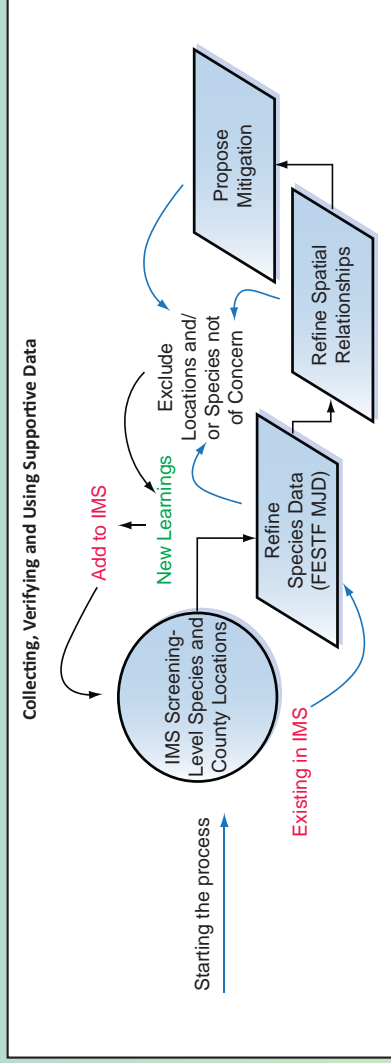 Collecting, Verifying and Using Supportive Data
Starting the process
IMS Screening-
Level Species and
County Locations
Add to IMS
New Learnings
Existing in IMS
Exclude
Locations and/
or Species not
of Concern
Refine
Species Data
(FESTF MJD)
Refine Spatial
Relationships
Propose
Mitigation